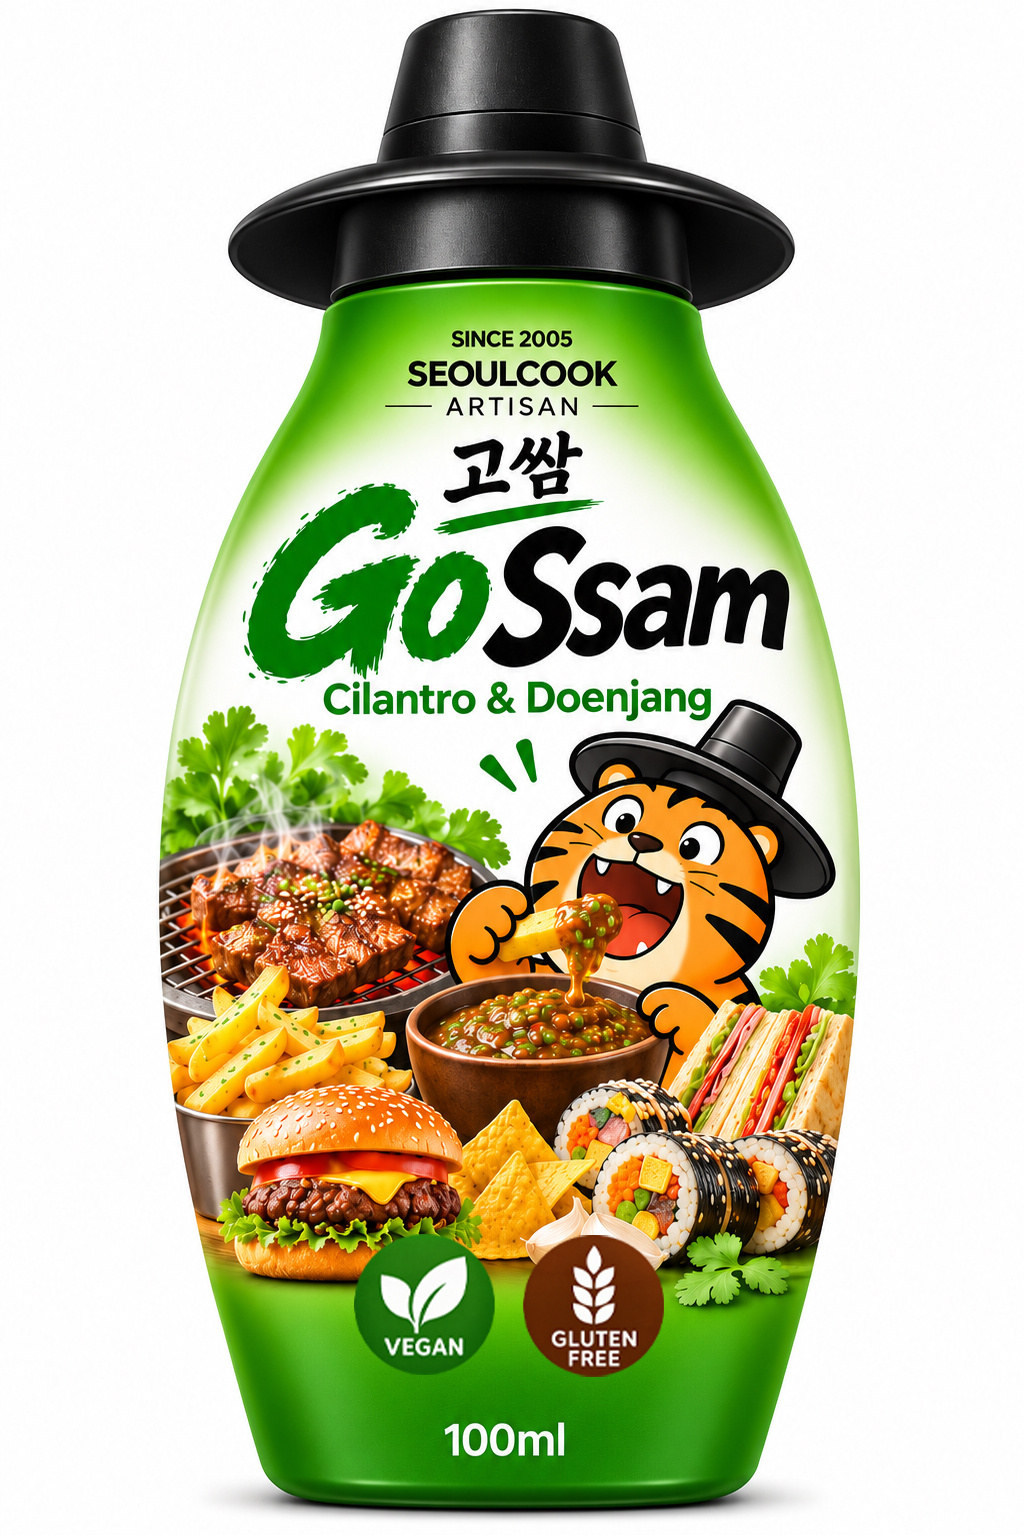 SINCE 2005
SEOULCOOK
ARTISAN
고쌈
GoSsam
Cilantro & Doenjang
VEGAN
GLUTEN
FREE
100ml